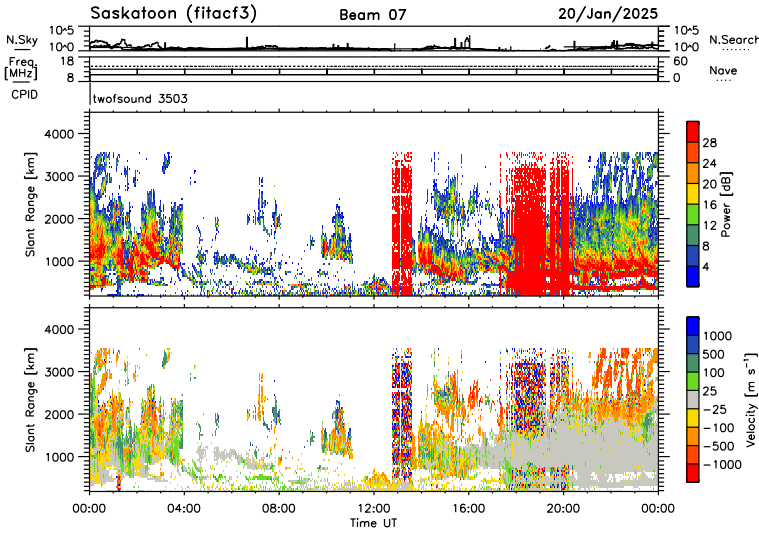 Saskatoon (fitacf3) Beam 07 20/Jan/2025
N.Sky 10^5 10^0 10^5 10^0 N.Search
Freq. [MHz] 18 8 60 0 Nave
CPID twofsound 3503
Slant Range [km] 4000 3000 2000 1000
28 24 20 16 12 8 4 Power [dB]
Slant Range [km] 4000 3000 2000 1000
1000 500 100 25 −25 −100 −500 −1000 Velocity [m s⁻¹]
00:00 04:00 08:00 12:00 16:00 20:00 00:00
Time UT